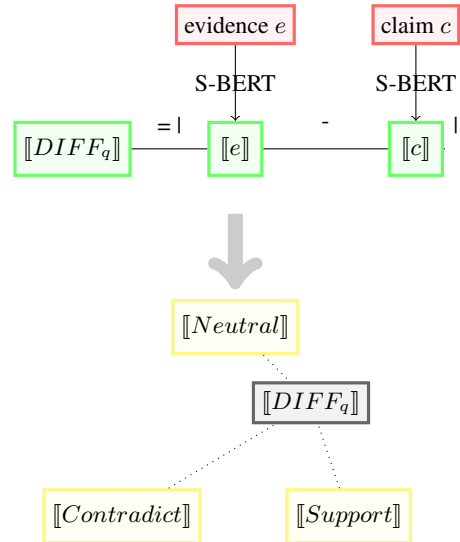 evidence e claim c
S-BERT S-BERT
⟦DIFF_q⟧ =| ⟦e⟧ - ⟦c⟧ |
⟦Neutral⟧
⟦DIFF_q⟧
⟦Contradict⟧ ⟦Support⟧